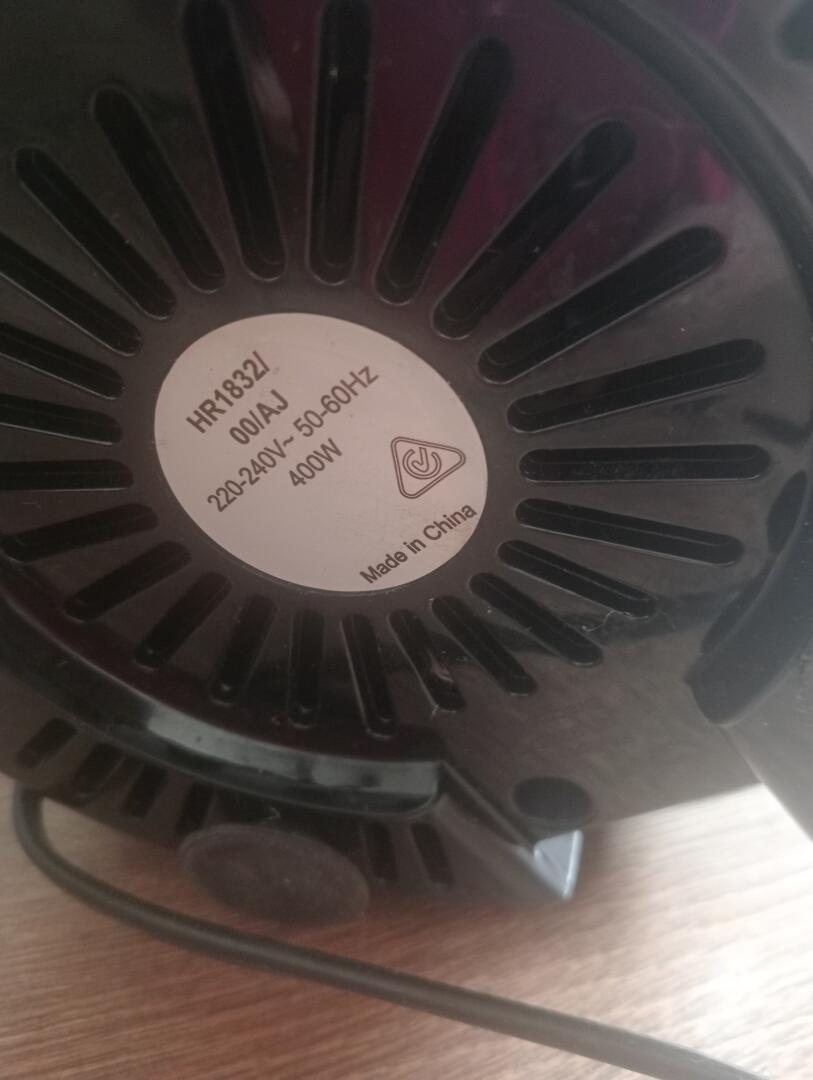 HR1832/
00/AJ
220-240V~ 50-60Hz
400W
Made in China